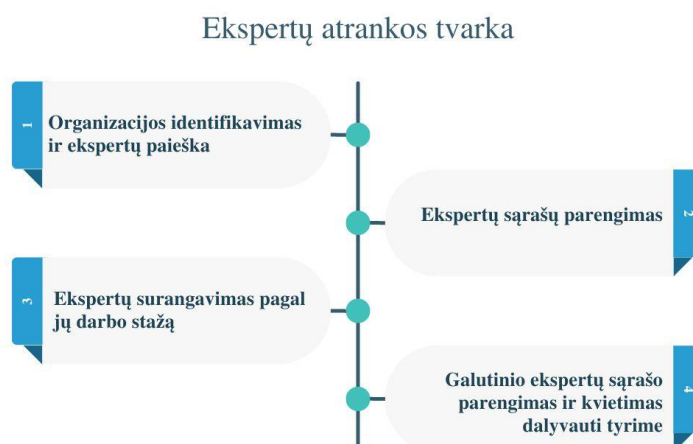 Ekspertų atrankos tvarka
1
Organizacijos identifikavimas
ir ekspertų paieška
2
Ekspertų sąrašų parengimas
3
Ekspertų surangavimas pagal
jų darbo stažą
4
Galutinio ekspertų sąrašo
parengimas ir kvietimas
dalyvauti tyrime